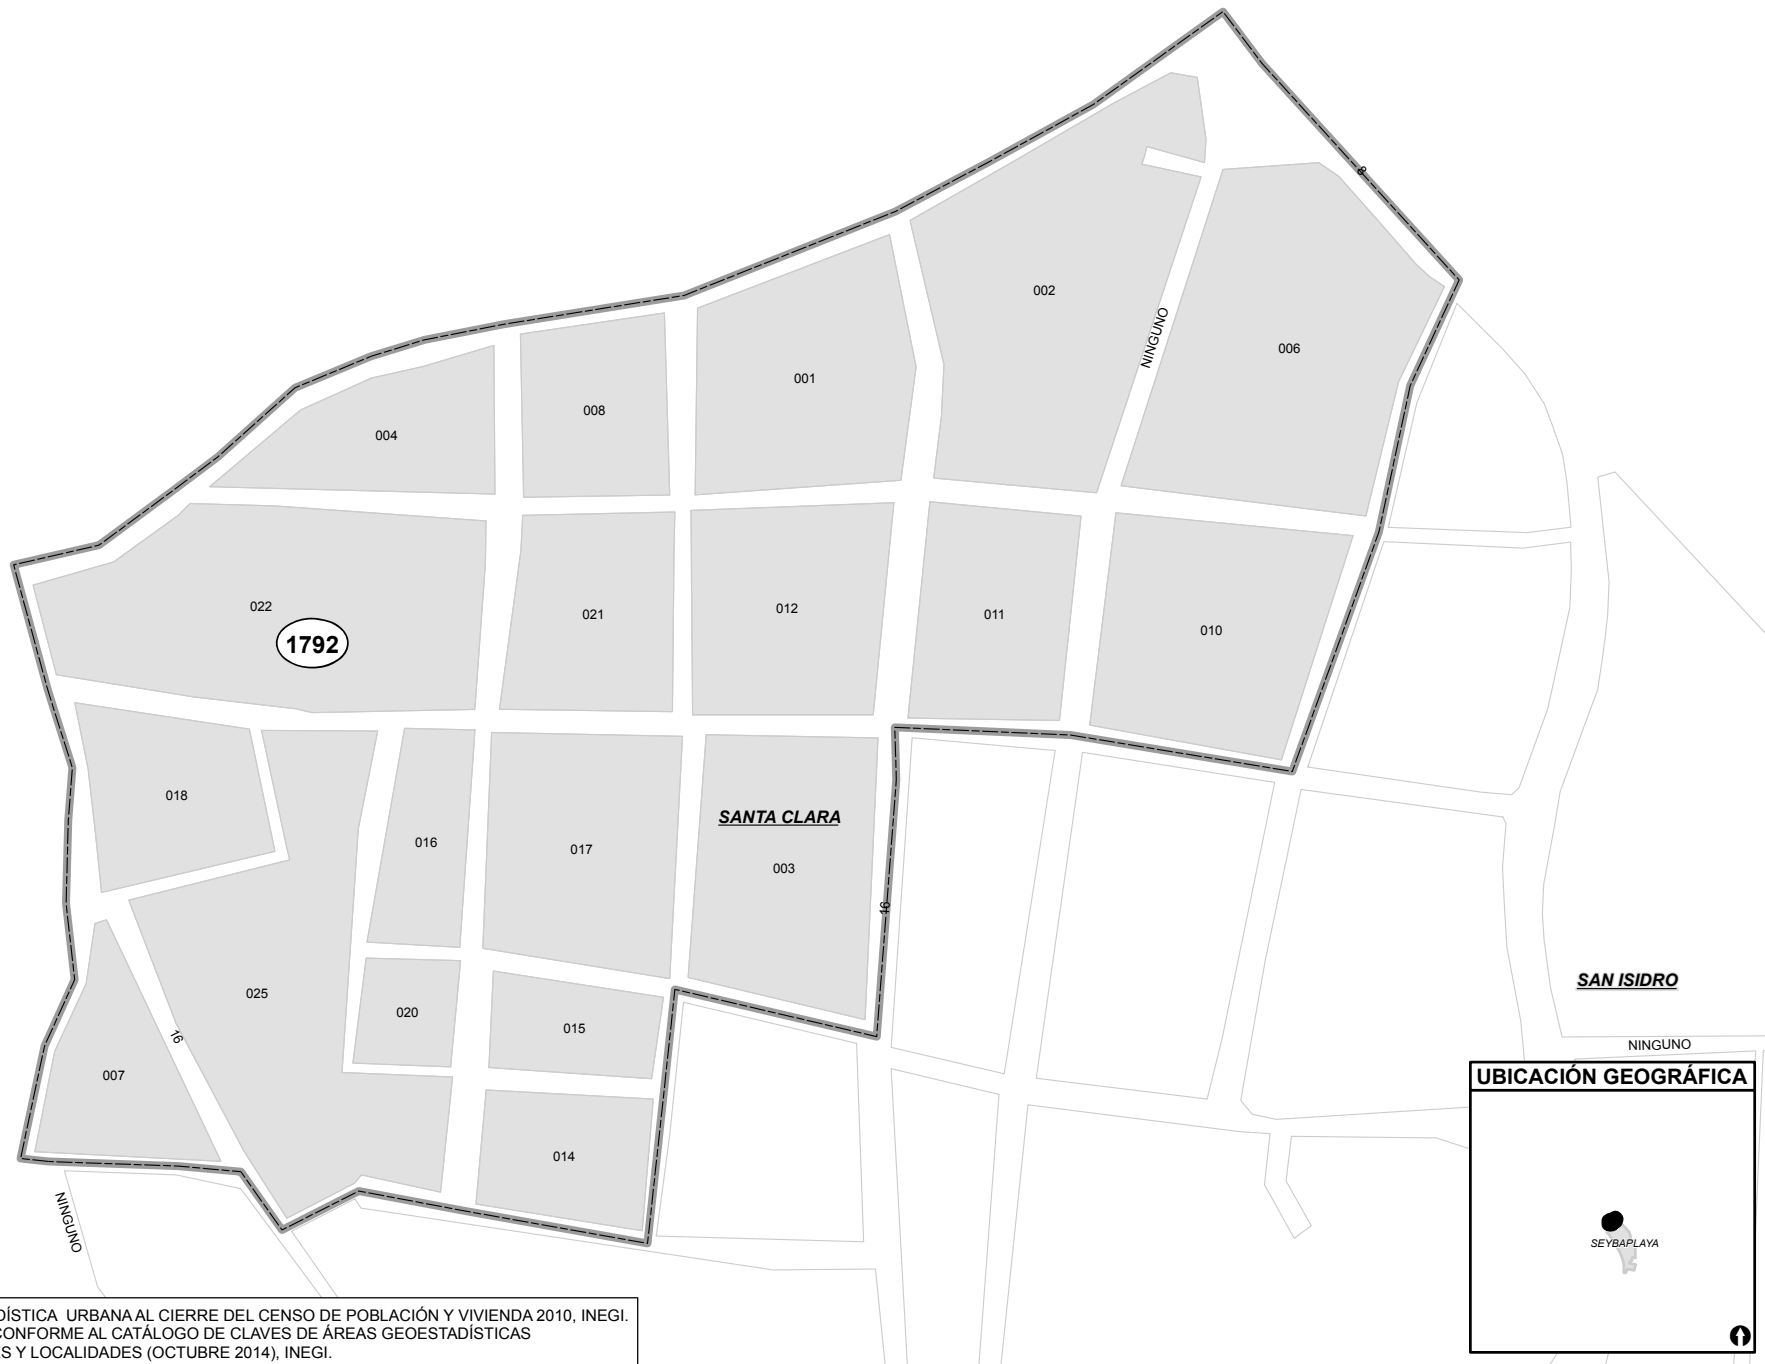 8
002
NINGUNO
006
001
008
004
022
1792
021
012
011
010
018
016
017
SANTA CLARA
003
16
025
020
015
16
007
014
SAN ISIDRO
NINGUNO
NINGUNO
UBICACIÓN GEOGRÁFICA
SEYBAPLAYA
DÍSTICA URBANA AL CIERRE DEL CENSO DE POBLACIÓN Y VIVIENDA 2010, INEGI.
CONFORME AL CATÁLOGO DE CLAVES DE ÁREAS GEOESTADÍSTICAS
ES Y LOCALIDADES (OCTUBRE 2014), INEGI.